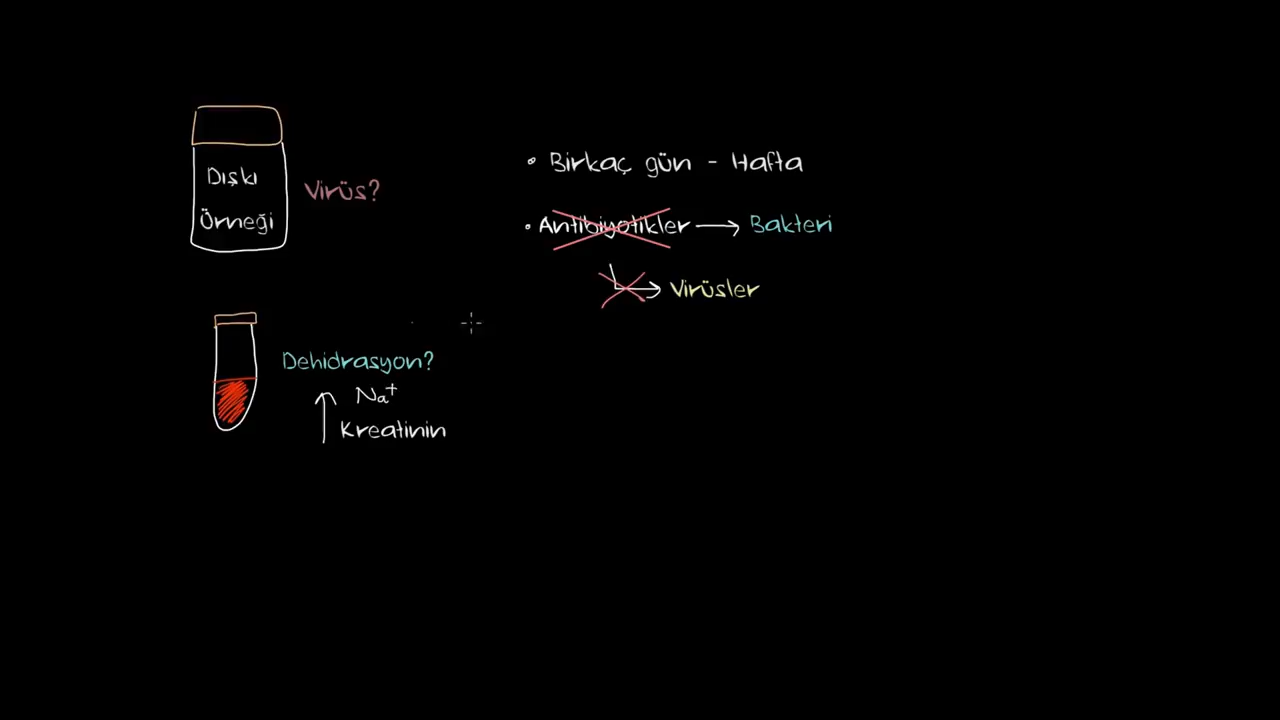 Dışkı
Örneği
Virüs?
Dehidrasyon?
Na+
Kreatinin
• Birkaç gün - Hafta
• Antibiyotikler → Bakteri
→ Virüsler